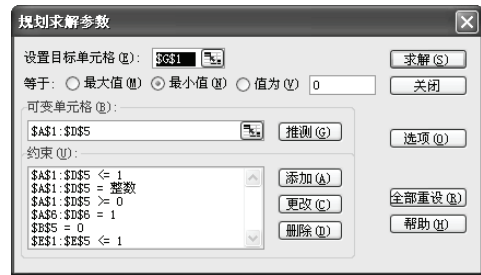 规划求解参数
设置目标单元格(E): $G$1
求解(S)
等于: 最大值(M) 最小值(N) 值为(V) 0
关闭
可变单元格(B):
$A$1:$D$5
推测(G)
选项(O)
约束(U):
$A$1:$D$5 <= 1
$A$1:$D$5 = 整数
$A$1:$D$5 >= 0
$A$6:$D$6 = 1
$B$5 = 0
$E$1:$E$5 <= 1
添加(A)
更改(C)
删除(D)
全部重设(R)
帮助(H)